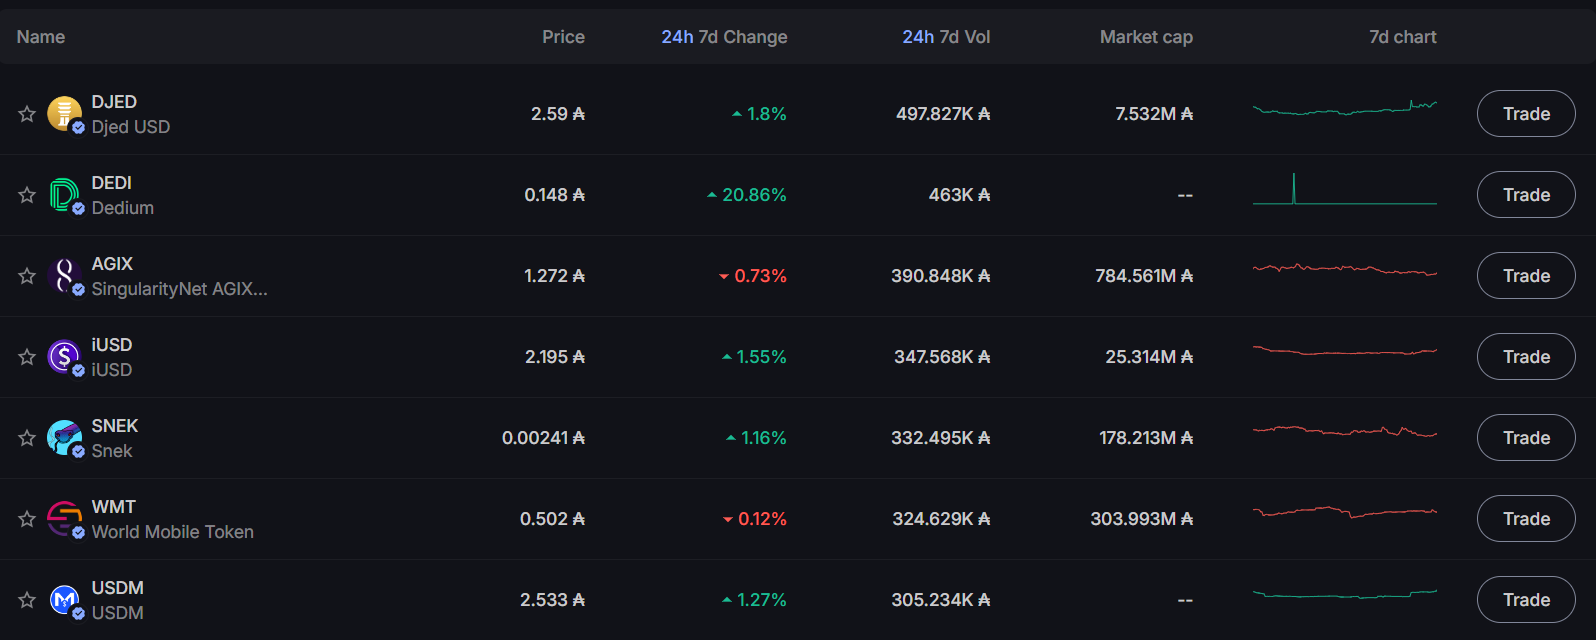 Name Price 24h 7d Change 24h 7d Vol Market cap 7d chart
DJED
Djed USD
2.59 ₳ 1.8% 497.827K ₳ 7.532M ₳ Trade
DEDI
Dedium
0.148 ₳ 20.86% 463K ₳ -- Trade
AGIX
SingularityNet AGIX...
1.272 ₳ 0.73% 390.848K ₳ 784.561M ₳ Trade
iUSD
iUSD
2.195 ₳ 1.55% 347.568K ₳ 25.314M ₳ Trade
SNEK
Snek
0.00241 ₳ 1.16% 332.495K ₳ 178.213M ₳ Trade
WMT
World Mobile Token
0.502 ₳ 0.12% 324.629K ₳ 303.993M ₳ Trade
USDM
USDM
2.533 ₳ 1.27% 305.234K ₳ -- Trade